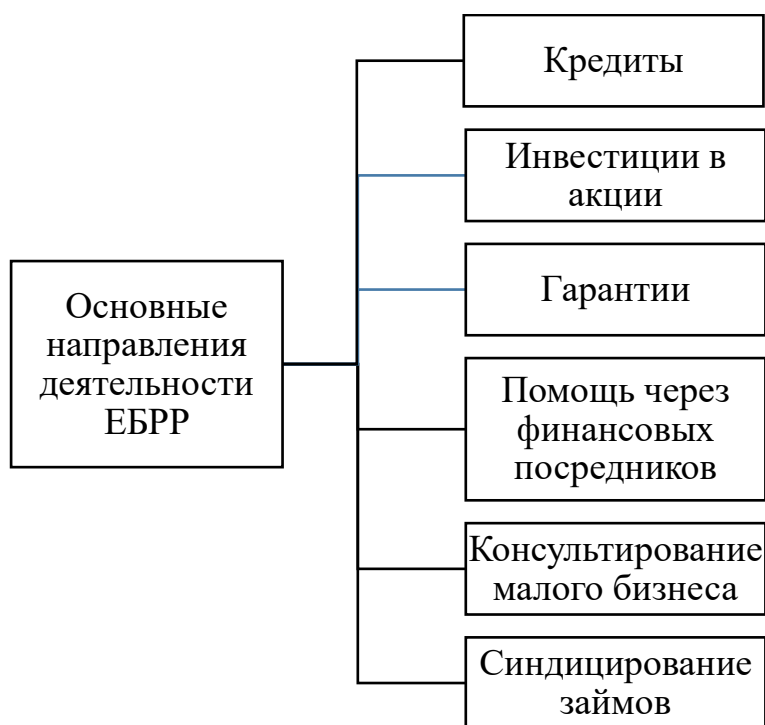 Основные
направления
деятельности
ЕБРР
Кредиты
Инвестиции в
акции
Гарантии
Помощь через
финансовых
посредников
Консультирование
малого бизнеса
Синдицирование
займов